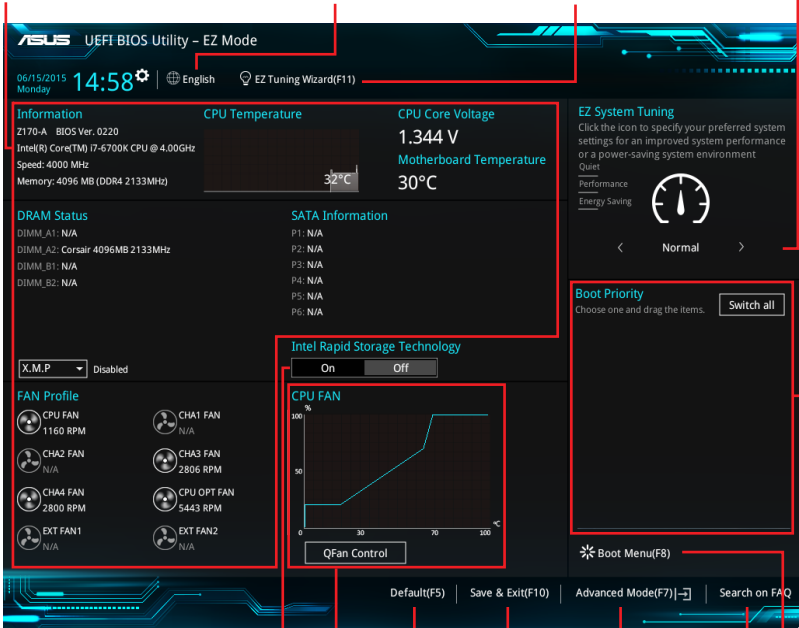 ASUS UEFI BIOS Utility – EZ Mode
06/15/2015
Monday
14:58
English
EZ Tuning Wizard(F11)
Information
Z170-A BIOS Ver. 0220
Intel(R) Core(TM) i7-6700K CPU @ 4.00GHz
Speed: 4000 MHz
Memory: 4096 MB (DDR4 2133MHz)
CPU Temperature
32°C
CPU Core Voltage
1.344 V
Motherboard Temperature
30°C
EZ System Tuning
Click the icon to specify your preferred system
settings for an improved system performance
or a power-saving system environment
Quiet
Performance
Energy Saving
Normal
DRAM Status
DIMM_A1: N/A
DIMM_A2: Corsair 4096MB 2133MHz
DIMM_B1: N/A
DIMM_B2: N/A
X.M.P Disabled
SATA Information
P1: N/A
P2: N/A
P3: N/A
P4: N/A
P5: N/A
P6: N/A
Intel Rapid Storage Technology
On Off
Boot Priority
Choose one and drag the items.
Switch all
FAN Profile
CPU FAN
1160 RPM
CHA1 FAN
N/A
CHA2 FAN
N/A
CHA3 FAN
2806 RPM
CHA4 FAN
2800 RPM
CPU OPT FAN
5443 RPM
EXT FAN1
N/A
EXT FAN2
N/A
CPU FAN
%
100
50
0 30 70 100
°C
QFan Control
Boot Menu(F8)
Default(F5)
Save & Exit(F10)
Advanced Mode(F7)
Search on FAQ